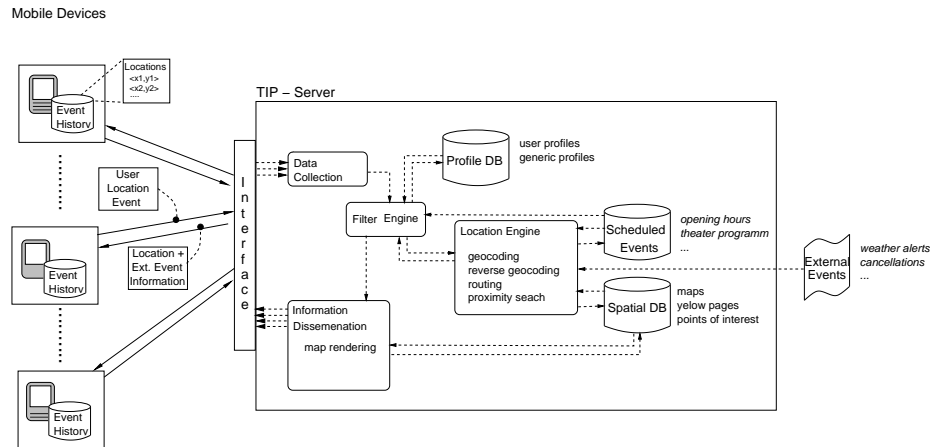 Mobile Devices
Locations
<x1,y1>
<x2,y2>
....
Event
History
User
Location
Event
Event
History
Location +
Ext. Event
Information
Event
History
Interface
TIP – Server
Data
Collection
Profile DB
user profiles
generic profiles
Filter Engine
Location Engine
geocoding
reverse geocoding
routing
proximity seach
Scheduled
Events
opening hours
theater programm
...
Spatial DB
maps
yelow pages
points of interest
External
Events
weather alerts
cancellations
...
Information
Dissemenation
map rendering